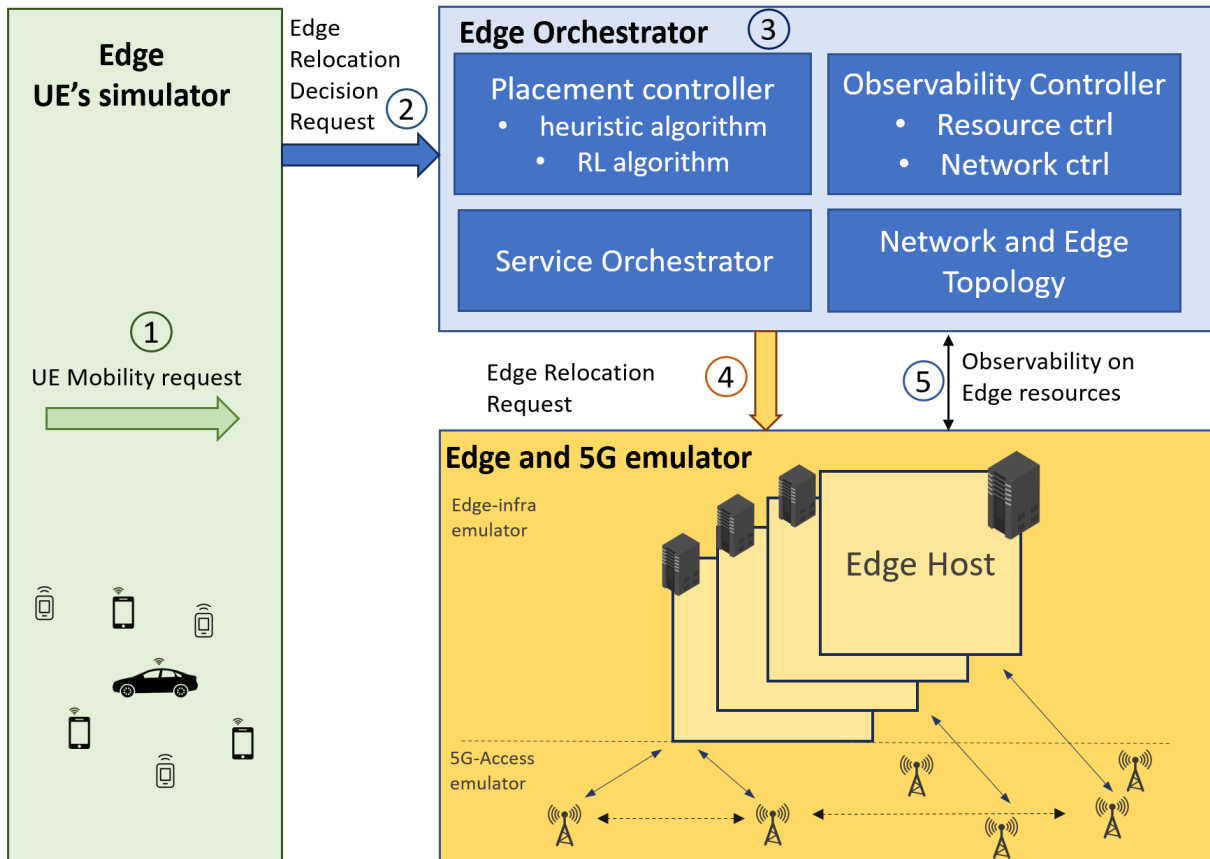 Edge
UE's simulator
1
UE Mobility request
Edge
Relocation
Decision
Request
2
Edge Orchestrator
3
Placement controller
• heuristic algorithm
• RL algorithm
Observability Controller
• Resource ctrl
• Network ctrl
Service Orchestrator
Network and Edge
Topology
Edge Relocation
Request
4
5
Observability on
Edge resources
Edge and 5G emulator
Edge-infra
emulator
Edge Host
5G-Access
emulator